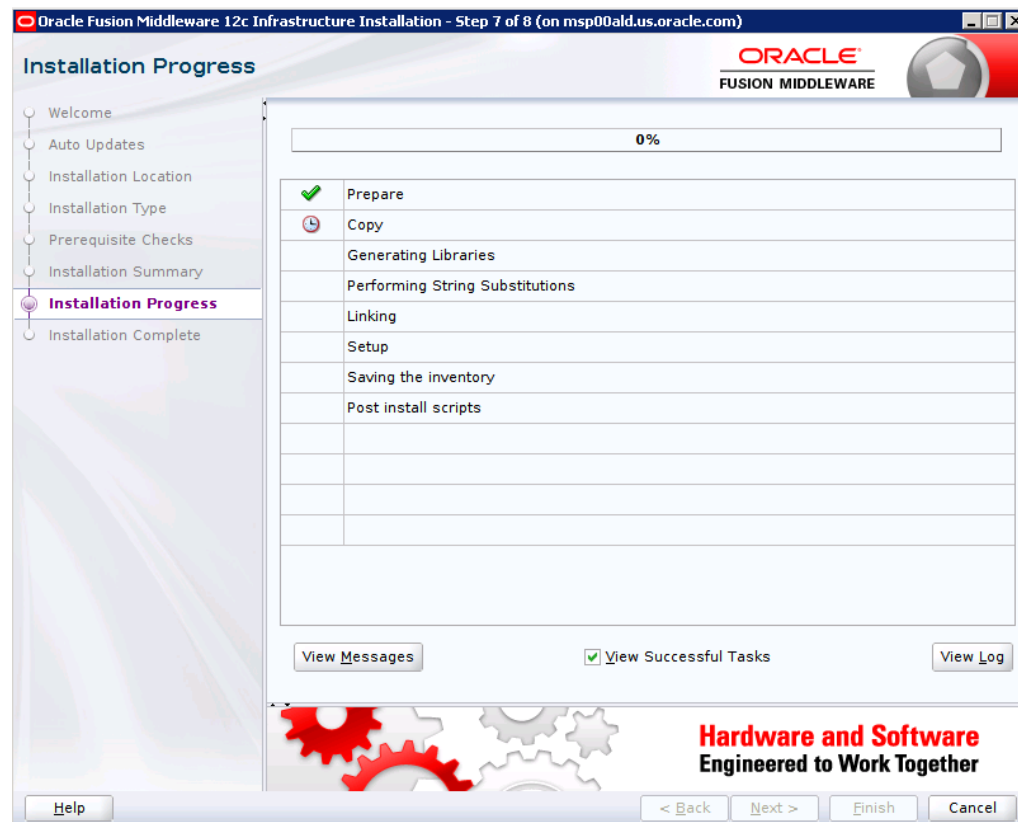 Oracle Fusion Middleware 12c Infrastructure Installation - Step 7 of 8 (on msp00ald.us.oracle.com)
Installation Progress
ORACLE
FUSION MIDDLEWARE
Welcome
Auto Updates
Installation Location
Installation Type
Prerequisite Checks
Installation Summary
Installation Progress
Installation Complete
0%
Prepare
Copy
Generating Libraries
Performing String Substitutions
Linking
Setup
Saving the inventory
Post install scripts
View Messages
View Successful Tasks
View Log
Hardware and Software
Engineered to Work Together
Help
< Back
Next >
Finish
Cancel